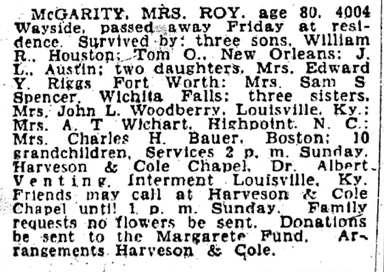 McGARITY, MRS. ROY, age 80, 4004
Wayside, passed away Friday at resi-
dence. Survived by: three sons, William
R., Houston; Tom O., New Orleans; J.
L., Austin; two daughters, Mrs. Edward
Y. Riggs Fort Worth; Mrs. Sam S
Spencer, Wichita Falls; three sisters,
Mrs. John L. Woodberry, Louisville, Ky.;
Mrs. A. T Wichart, Highpoint, N. C.;
Mrs. Charles H. Bauer, Boston; 10
grandchildren, Services 2 p. m. Sunday,
Harveson & Cole Chapel, Dr. Albert
Venting. Interment Louisville, Ky.
Friends may call at Harveson & Cole
Chapel until 1 p. m. Sunday. Family
requests no flowers be sent. Donations
be sent to the Margarete Fund. Ar-
rangements Harveson & Cole.